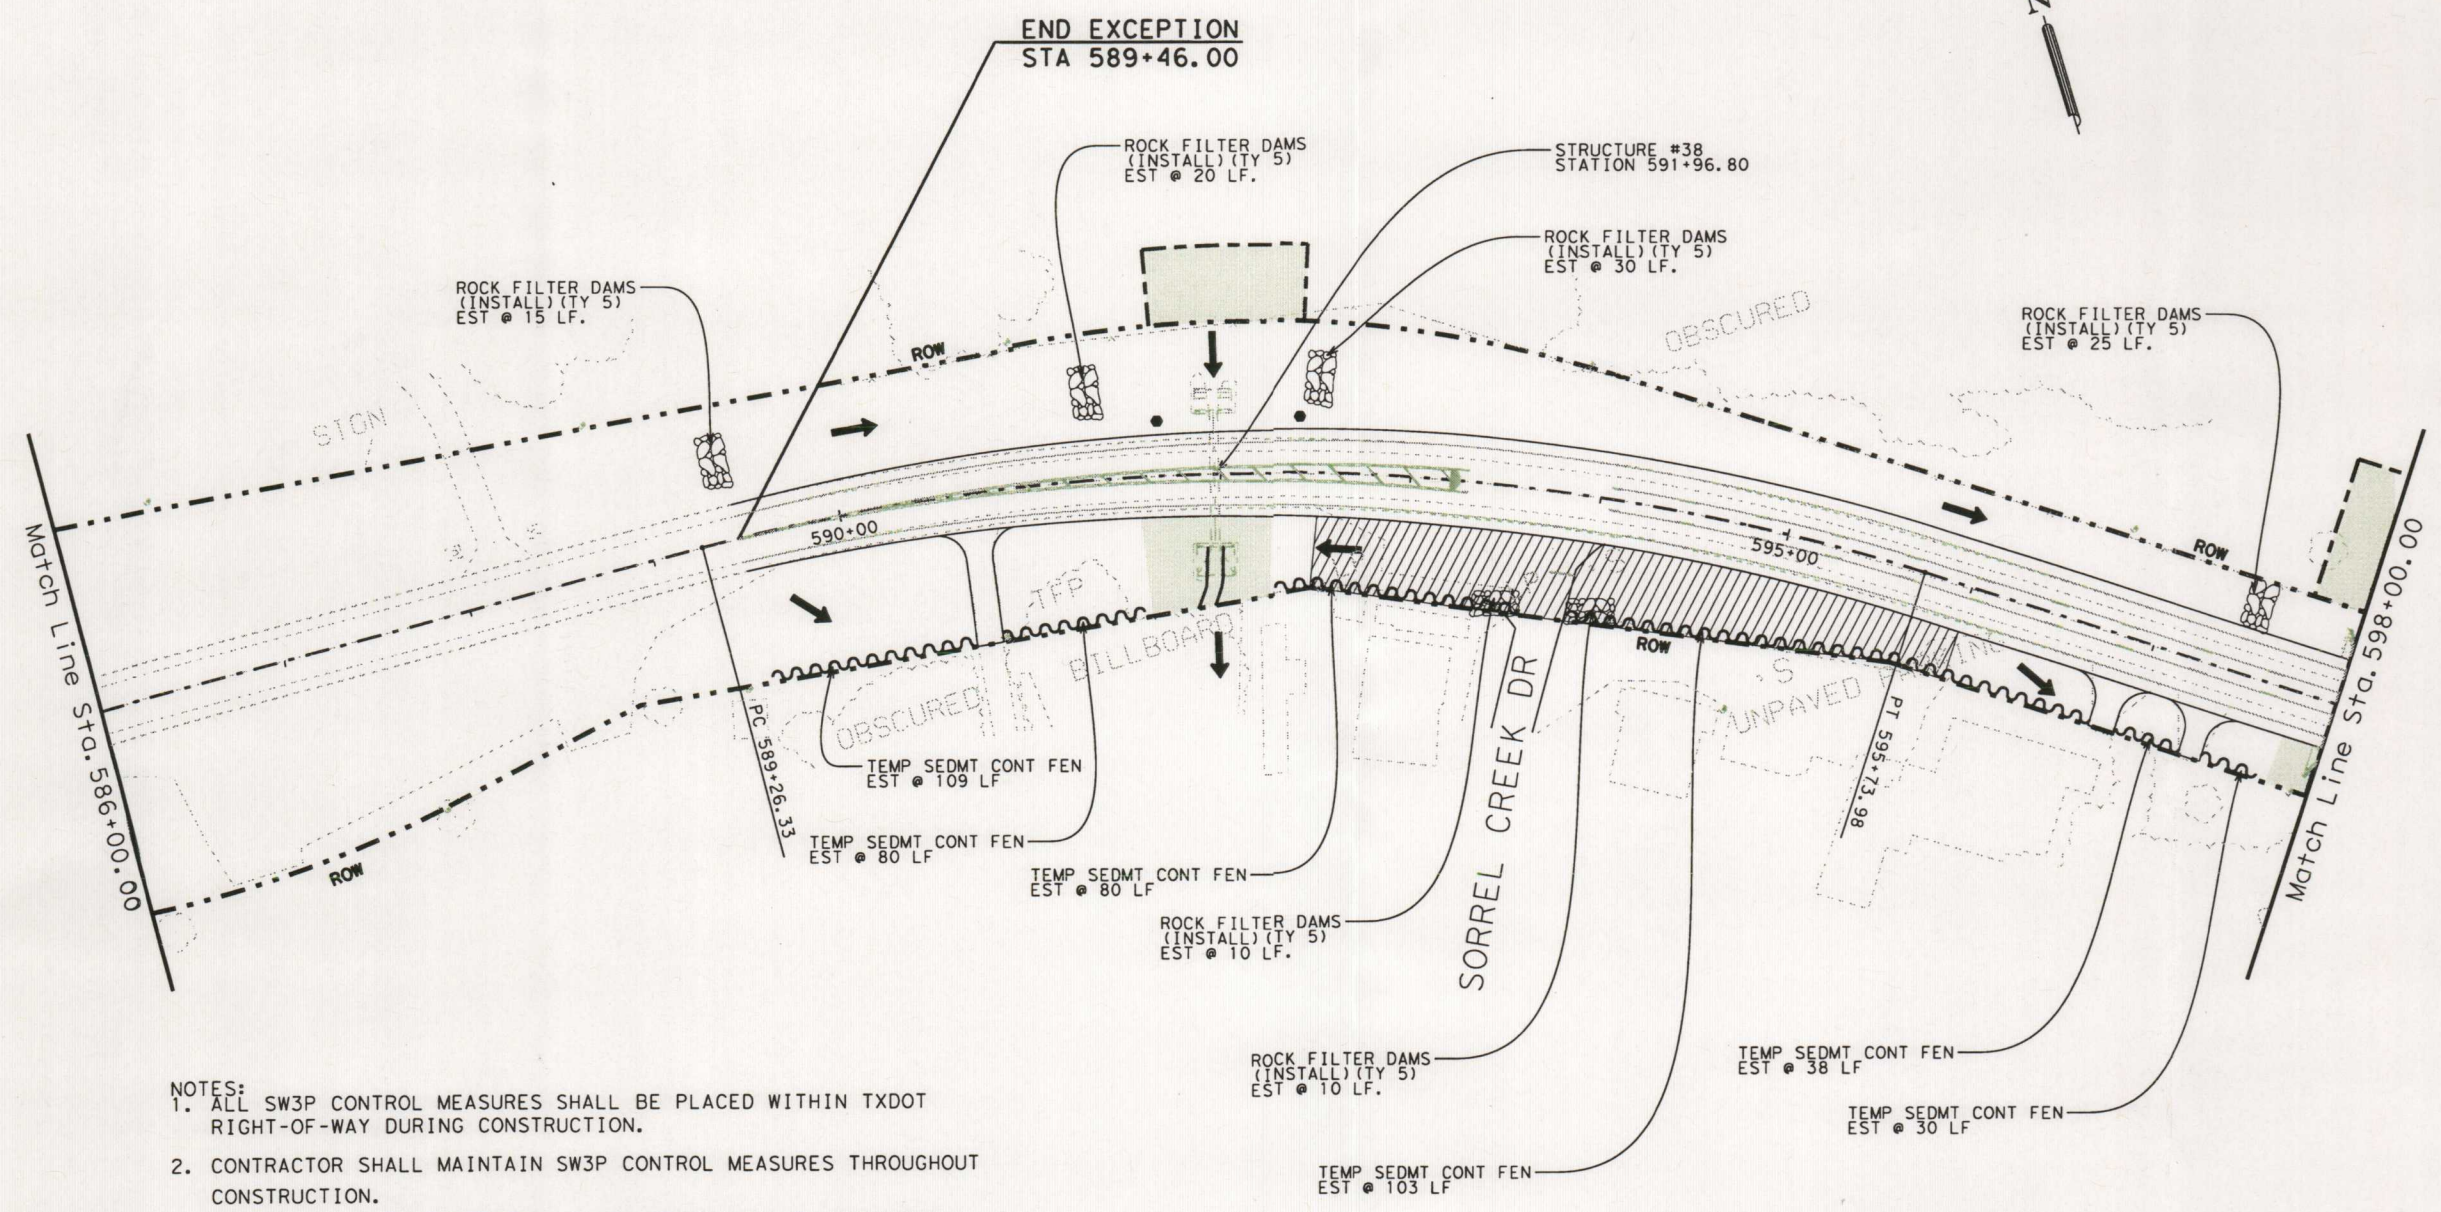 END EXCEPTION
STA 589+46.00
ROCK FILTER DAMS
(INSTALL)(TY 5)
EST @ 20 LF.
STRUCTURE #38
STATION 591+96.80
ROCK FILTER DAMS
(INSTALL)(TY 5)
EST @ 30 LF.
ROCK FILTER DAMS
(INSTALL)(TY 5)
EST @ 15 LF.
OBSCURED
ROCK FILTER DAMS
(INSTALL)(TY 5)
EST @ 25 LF.
ROW
SIGN
590+00
595+00
ROW
Match Line Sta. 586+00.00
Match Line Sta. 598+00.00
TFP
BILLBOARD
ROW
OBSCURED
UNPAVED
PC 589+26.33
PT 595+73.98
SORREL CREEK DR
ROW
TEMP SEDMT CONT FEN
EST @ 109 LF
TEMP SEDMT CONT FEN
EST @ 80 LF
TEMP SEDMT CONT FEN
EST @ 80 LF
ROCK FILTER DAMS
(INSTALL)(TY 5)
EST @ 10 LF.
ROCK FILTER DAMS
(INSTALL)(TY 5)
EST @ 10 LF.
TEMP SEDMT CONT FEN
EST @ 38 LF
TEMP SEDMT CONT FEN
EST @ 30 LF
TEMP SEDMT CONT FEN
EST @ 103 LF
NOTES:
1. ALL SW3P CONTROL MEASURES SHALL BE PLACED WITHIN TXDOT
RIGHT-OF-WAY DURING CONSTRUCTION.
2. CONTRACTOR SHALL MAINTAIN SW3P CONTROL MEASURES THROUGHOUT
CONSTRUCTION.